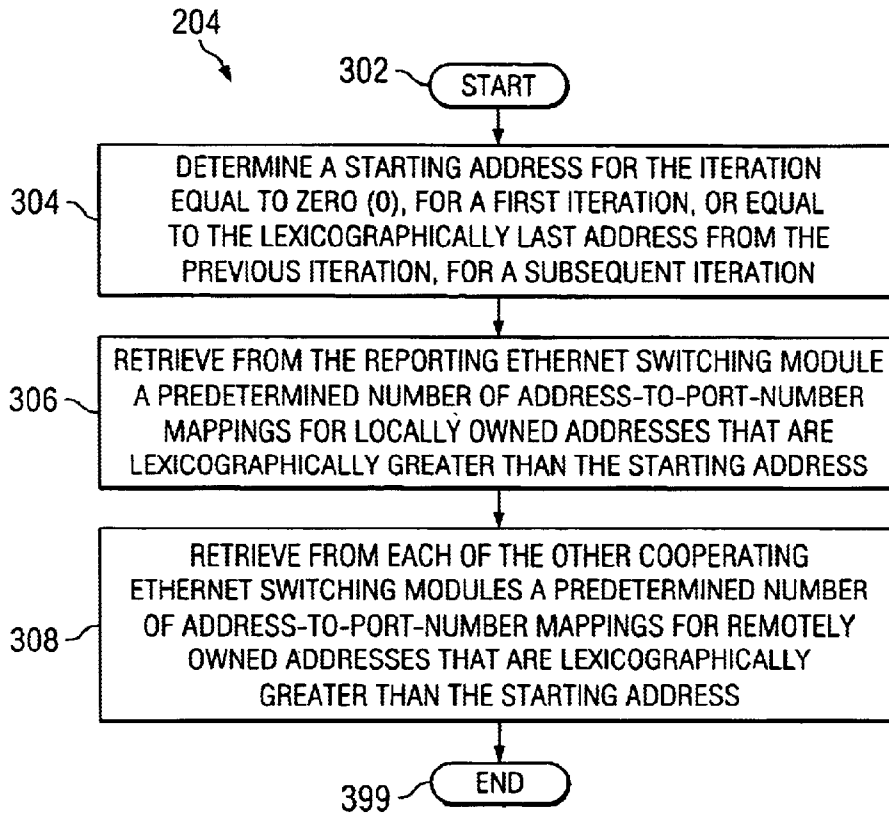 204
302
START
304
DETERMINE A STARTING ADDRESS FOR THE ITERATION
EQUAL TO ZERO (0), FOR A FIRST ITERATION, OR EQUAL
TO THE LEXICOGRAPHICALLY LAST ADDRESS FROM THE
PREVIOUS ITERATION, FOR A SUBSEQUENT ITERATION
306
RETRIEVE FROM THE REPORTING ETHERNET SWITCHING MODULE
A PREDETERMINED NUMBER OF ADDRESS-TO-PORT-NUMBER
MAPPINGS FOR LOCALLY OWNED ADDRESSES THAT ARE
LEXICOGRAPHICALLY GREATER THAN THE STARTING ADDRESS
308
RETRIEVE FROM EACH OF THE OTHER COOPERATING
ETHERNET SWITCHING MODULES A PREDETERMINED NUMBER
OF ADDRESS-TO-PORT-NUMBER MAPPINGS FOR REMOTELY
OWNED ADDRESSES THAT ARE LEXICOGRAPHICALLY
GREATER THAN THE STARTING ADDRESS
399
END